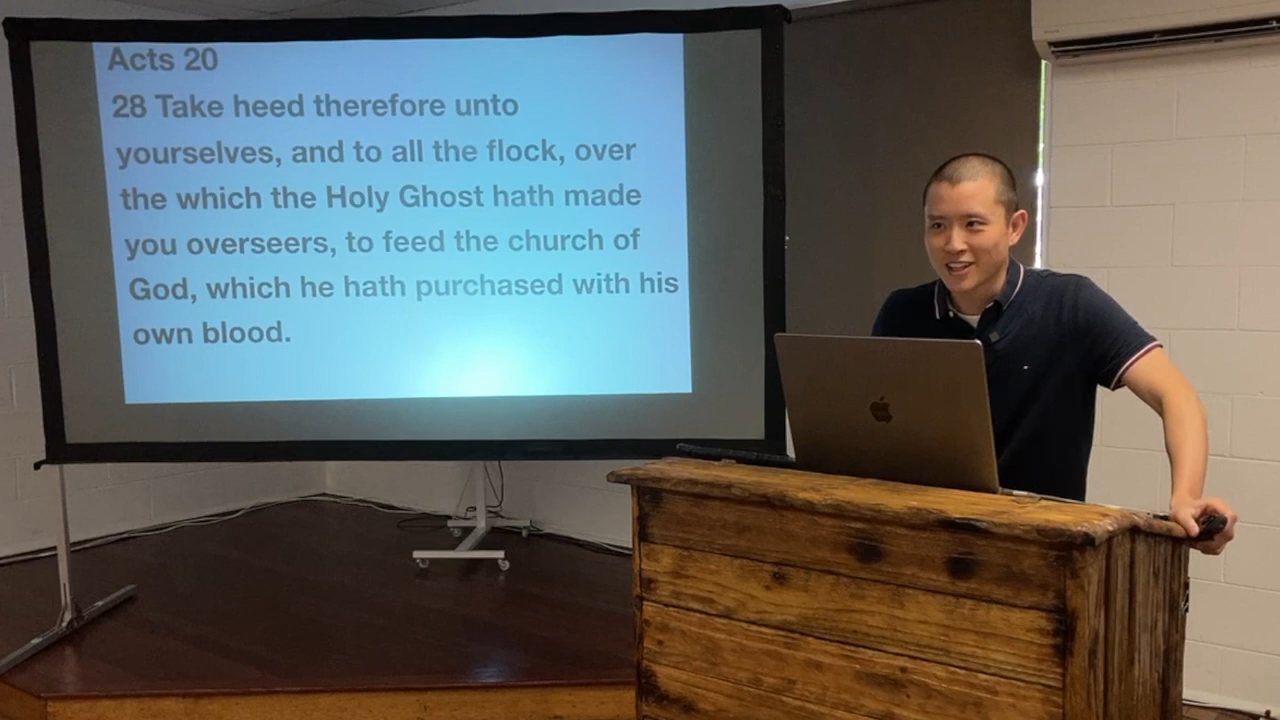 Acts 20
28 Take heed therefore unto
yourselves, and to all the flock, over
the which the Holy Ghost hath made
you overseers, to feed the church of
God, which he hath purchased with his
own blood.